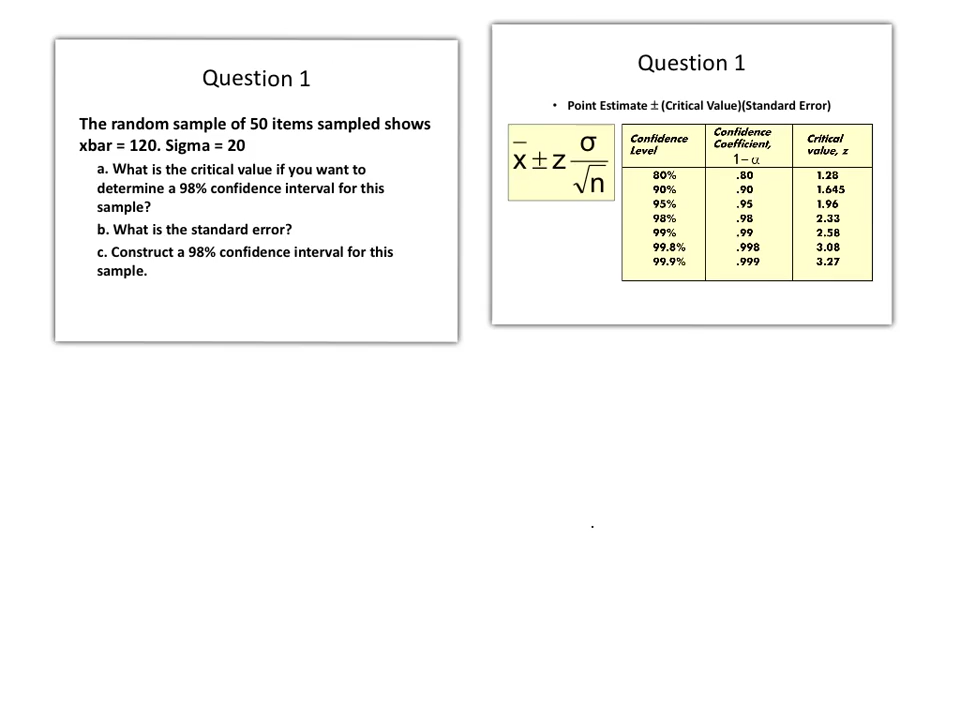 Question 1
The random sample of 50 items sampled shows
xbar = 120. Sigma = 20
a. What is the critical value if you want to
determine a 98% confidence interval for this
sample?
b. What is the standard error?
c. Construct a 98% confidence interval for this
sample.
Question 1
• Point Estimate ± (Critical Value)(Standard Error)
x̄ ± z σ/√n
Confidence Level | Confidence Coefficient, 1− α | Critical value, z
80% .80 1.28
90% .90 1.645
95% .95 1.96
98% .98 2.33
99% .99 2.58
99.8% .998 3.08
99.9% .999 3.27